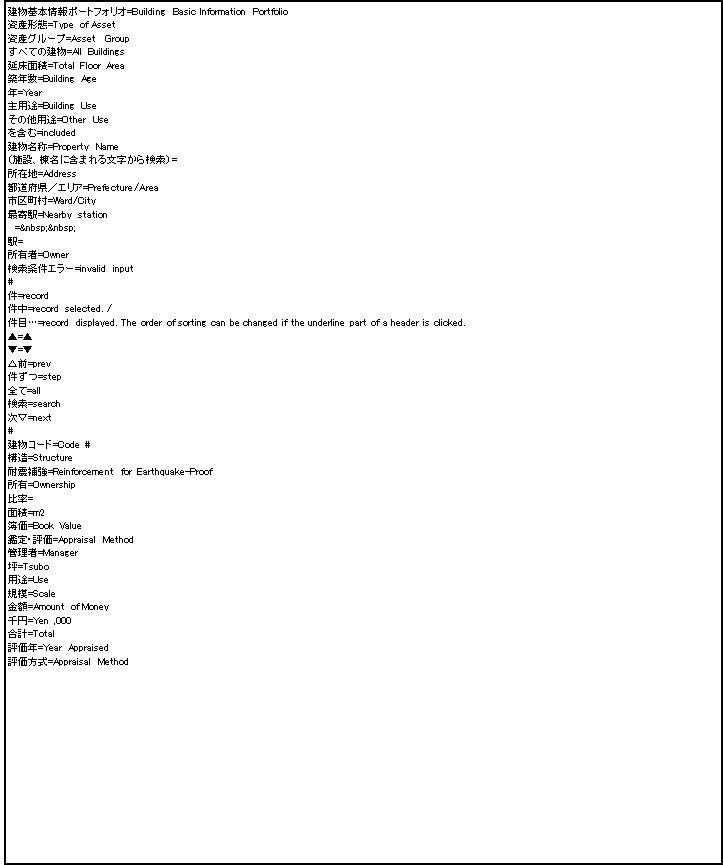 建物基本情報ポートフォリオ=Building Basic Information Portfolio
資産形態=Type of Asset
資産グループ=Asset Group
すべての建物=All Buildings
延床面積=Total Floor Area
築年数=Building Age
年=Year
主用途=Building Use
その他用途=Other Use
を含む=included
建物名称=Property Name
(施設、棟名に含まれる文字から検索)=
所在地=Address
都道府県／エリア=Prefecture/Area
市区町村=Ward/City
最寄駅=Nearby station
=&nbsp;&nbsp;
駅=
所有者=Owner
検索条件エラー=invalid input
#
件=record
件中=record selected. /
件目…=record displayed. The order of sorting can be changed if the underline part of a header is clicked.
▲=▲
▼=▼
△前=prev
件ずつ=step
全て=all
検索=search
次▽=next
#
建物コード=Code #
構造=Structure
耐震補強=Reinforcement for Earthquake-Proof
所有=Ownership
比率=
面積=m2
簿価=Book Value
鑑定・評価=Appraisal Method
管理者=Manager
坪=Tsubo
用途=Use
規模=Scale
金額=Amount of Money
千円=Yen ,000
合計=Total
評価年=Year Appraised
評価方式=Appraisal Method